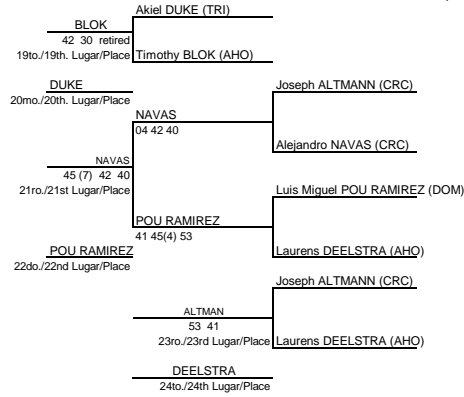 Akiel DUKE (TRI)
BLOK
42 30 retired
19to./19th. Lugar/Place
Timothy BLOK (AHO)
DUKE
20mo./20th. Lugar/Place
Joseph ALTMANN (CRC)
NAVAS
04 42 40
Alejandro NAVAS (CRC)
NAVAS
45 (7) 42 40
21ro./21st Lugar/Place
Luis Miguel POU RAMIREZ (DOM)
POU RAMIREZ
41 45(4) 53
POU RAMIREZ
22do./22nd Lugar/Place
Laurens DEELSTRA (AHO)
Joseph ALTMANN (CRC)
ALTMAN
53 41
23ro./23rd Lugar/Place
Laurens DEELSTRA (AHO)
DEELSTRA
24to./24th Lugar/Place